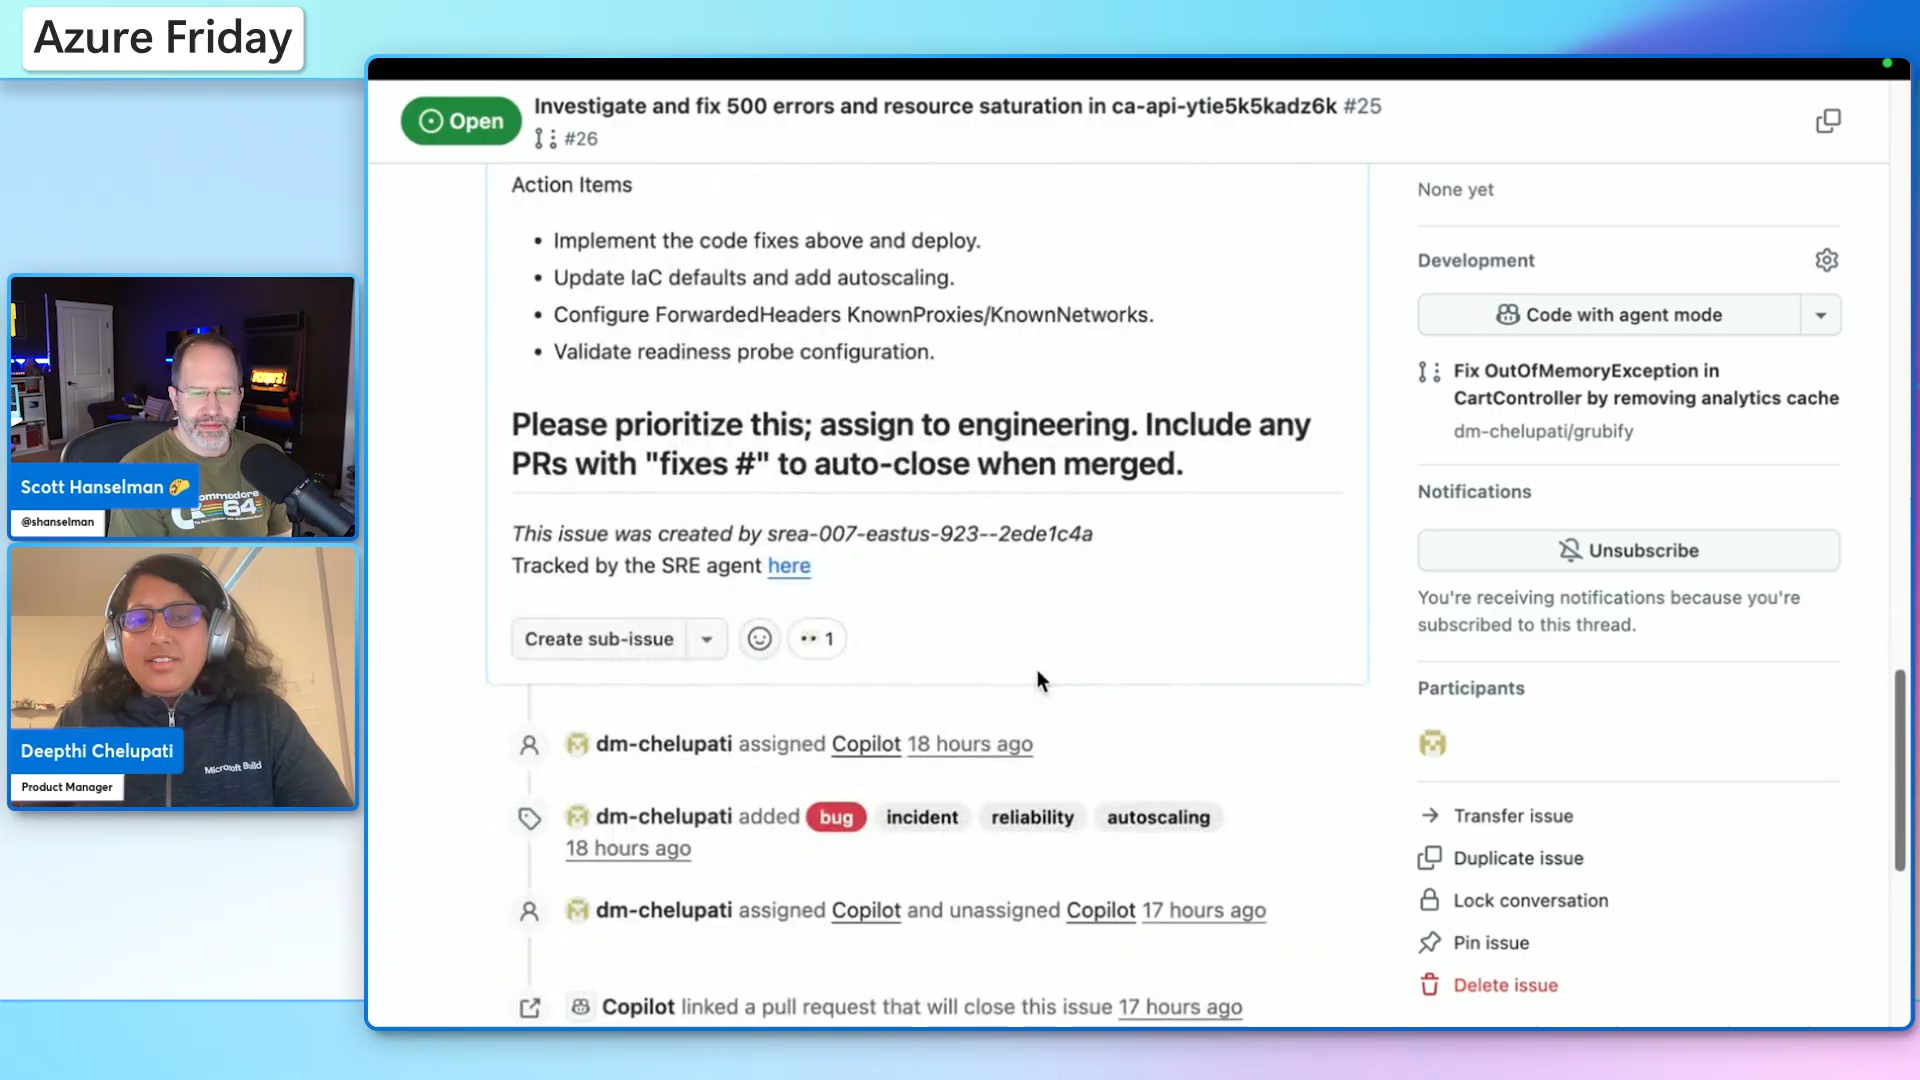 Azure Friday
Open
Investigate and fix 500 errors and resource saturation in ca-api-ytie5k5kadz6k #25
#26
Action Items
• Implement the code fixes above and deploy.
• Update IaC defaults and add autoscaling.
• Configure ForwardedHeaders KnownProxies/KnownNetworks.
• Validate readiness probe configuration.
Please prioritize this; assign to engineering. Include any
PRs with "fixes #" to auto-close when merged.
This issue was created by srea-007-eastus-923--2ede1c4a
Tracked by the SRE agent here
Create sub-issue
👀 1
dm-chelupati assigned Copilot 18 hours ago
dm-chelupati added bug incident reliability autoscaling
18 hours ago
dm-chelupati assigned Copilot and unassigned Copilot 17 hours ago
Copilot linked a pull request that will close this issue 17 hours ago
None yet
Development
Code with agent mode
Fix OutOfMemoryException in
CartController by removing analytics cache
dm-chelupati/grubify
Notifications
Unsubscribe
You're receiving notifications because you're
subscribed to this thread.
Participants
Transfer issue
Duplicate issue
Lock conversation
Pin issue
Delete issue
Scott Hanselman 🌮
@shanselman
commodore
64
Deepthi Chelupati
Product Manager
Microsoft Build